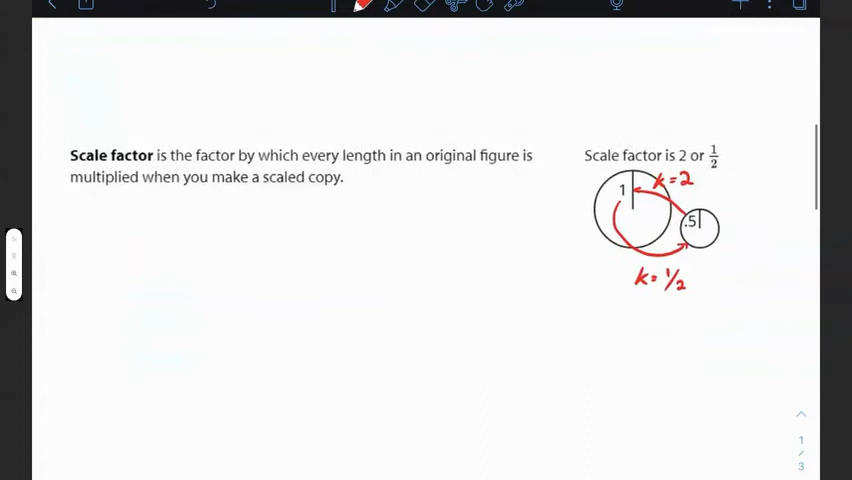 Scale factor is the factor by which every length in an original figure is
multiplied when you make a scaled copy.
Scale factor is 2 or 1/2
1
k=2
.5
k=1/2
1
/
3